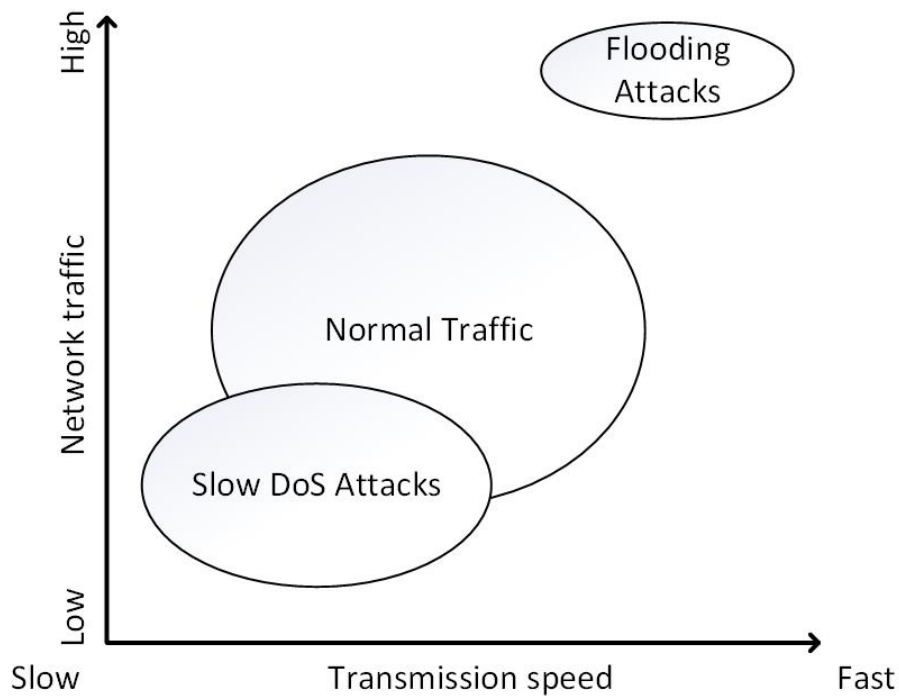 High
Flooding
Attacks
Network traffic
Normal Traffic
Slow DoS Attacks
Low
Slow
Transmission speed
Fast